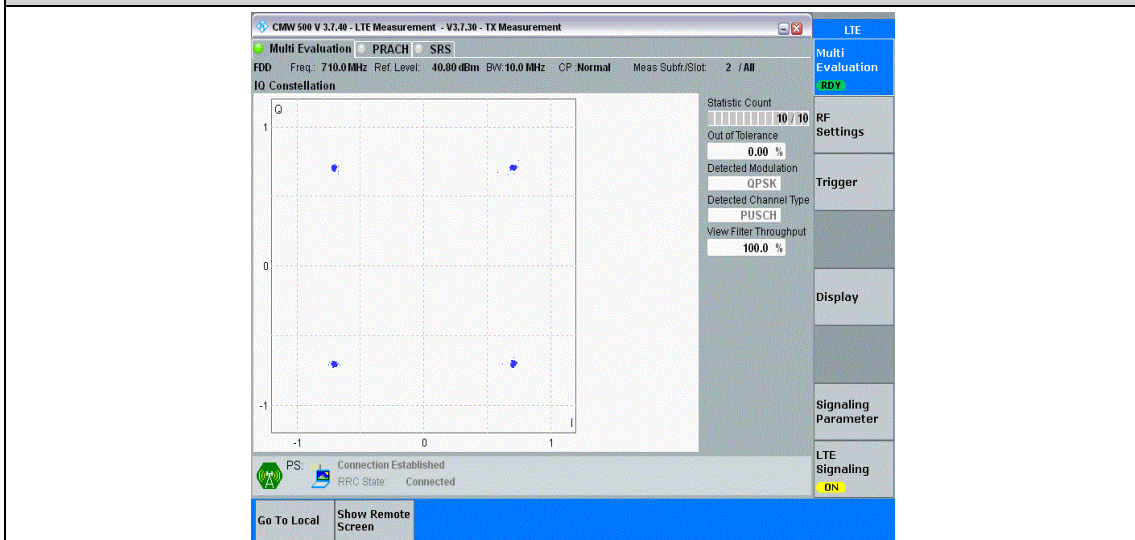 CMW 500 V 3.7.40 - LTE Measurement - V3.7.30 - TX Measurement
LTE
Multi Evaluation PRACH SRS
Multi
Evaluation
RDY
FDD Freq.: 710.0 MHz Ref. Level: 40.80 dBm BW: 10.0 MHz CP :Normal Meas Subfr./Slot: 2 / All
IQ Constellation
Q
1
0
-1
I
-1 0 1
Statistic Count
10 / 10
Out of Tolerance
0.00 %
Detected Modulation
QPSK
Detected Channel Type
PUSCH
View Filter Throughput
100.0 %
RF
Settings
Trigger
Display
Signaling
Parameter
LTE
Signaling
ON
PS: Connection Established
RRC State: Connected
Go To Local
Show Remote
Screen